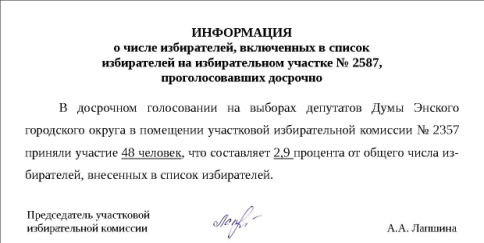 ИНФОРМАЦИЯ
о числе избирателей, включенных в список
избирателей на избирательном участке № 2587,
проголосовавших досрочно
В досрочном голосовании на выборах депутатов Думы Энского
городского округа в помещении участковой избирательной комиссии № 2357
приняли участие 48 человек, что составляет 2,9 процента от общего числа из-
бирателей, внесенных в список избирателей.
Председатель участковой
избирательной комиссии
А.А. Лапшина